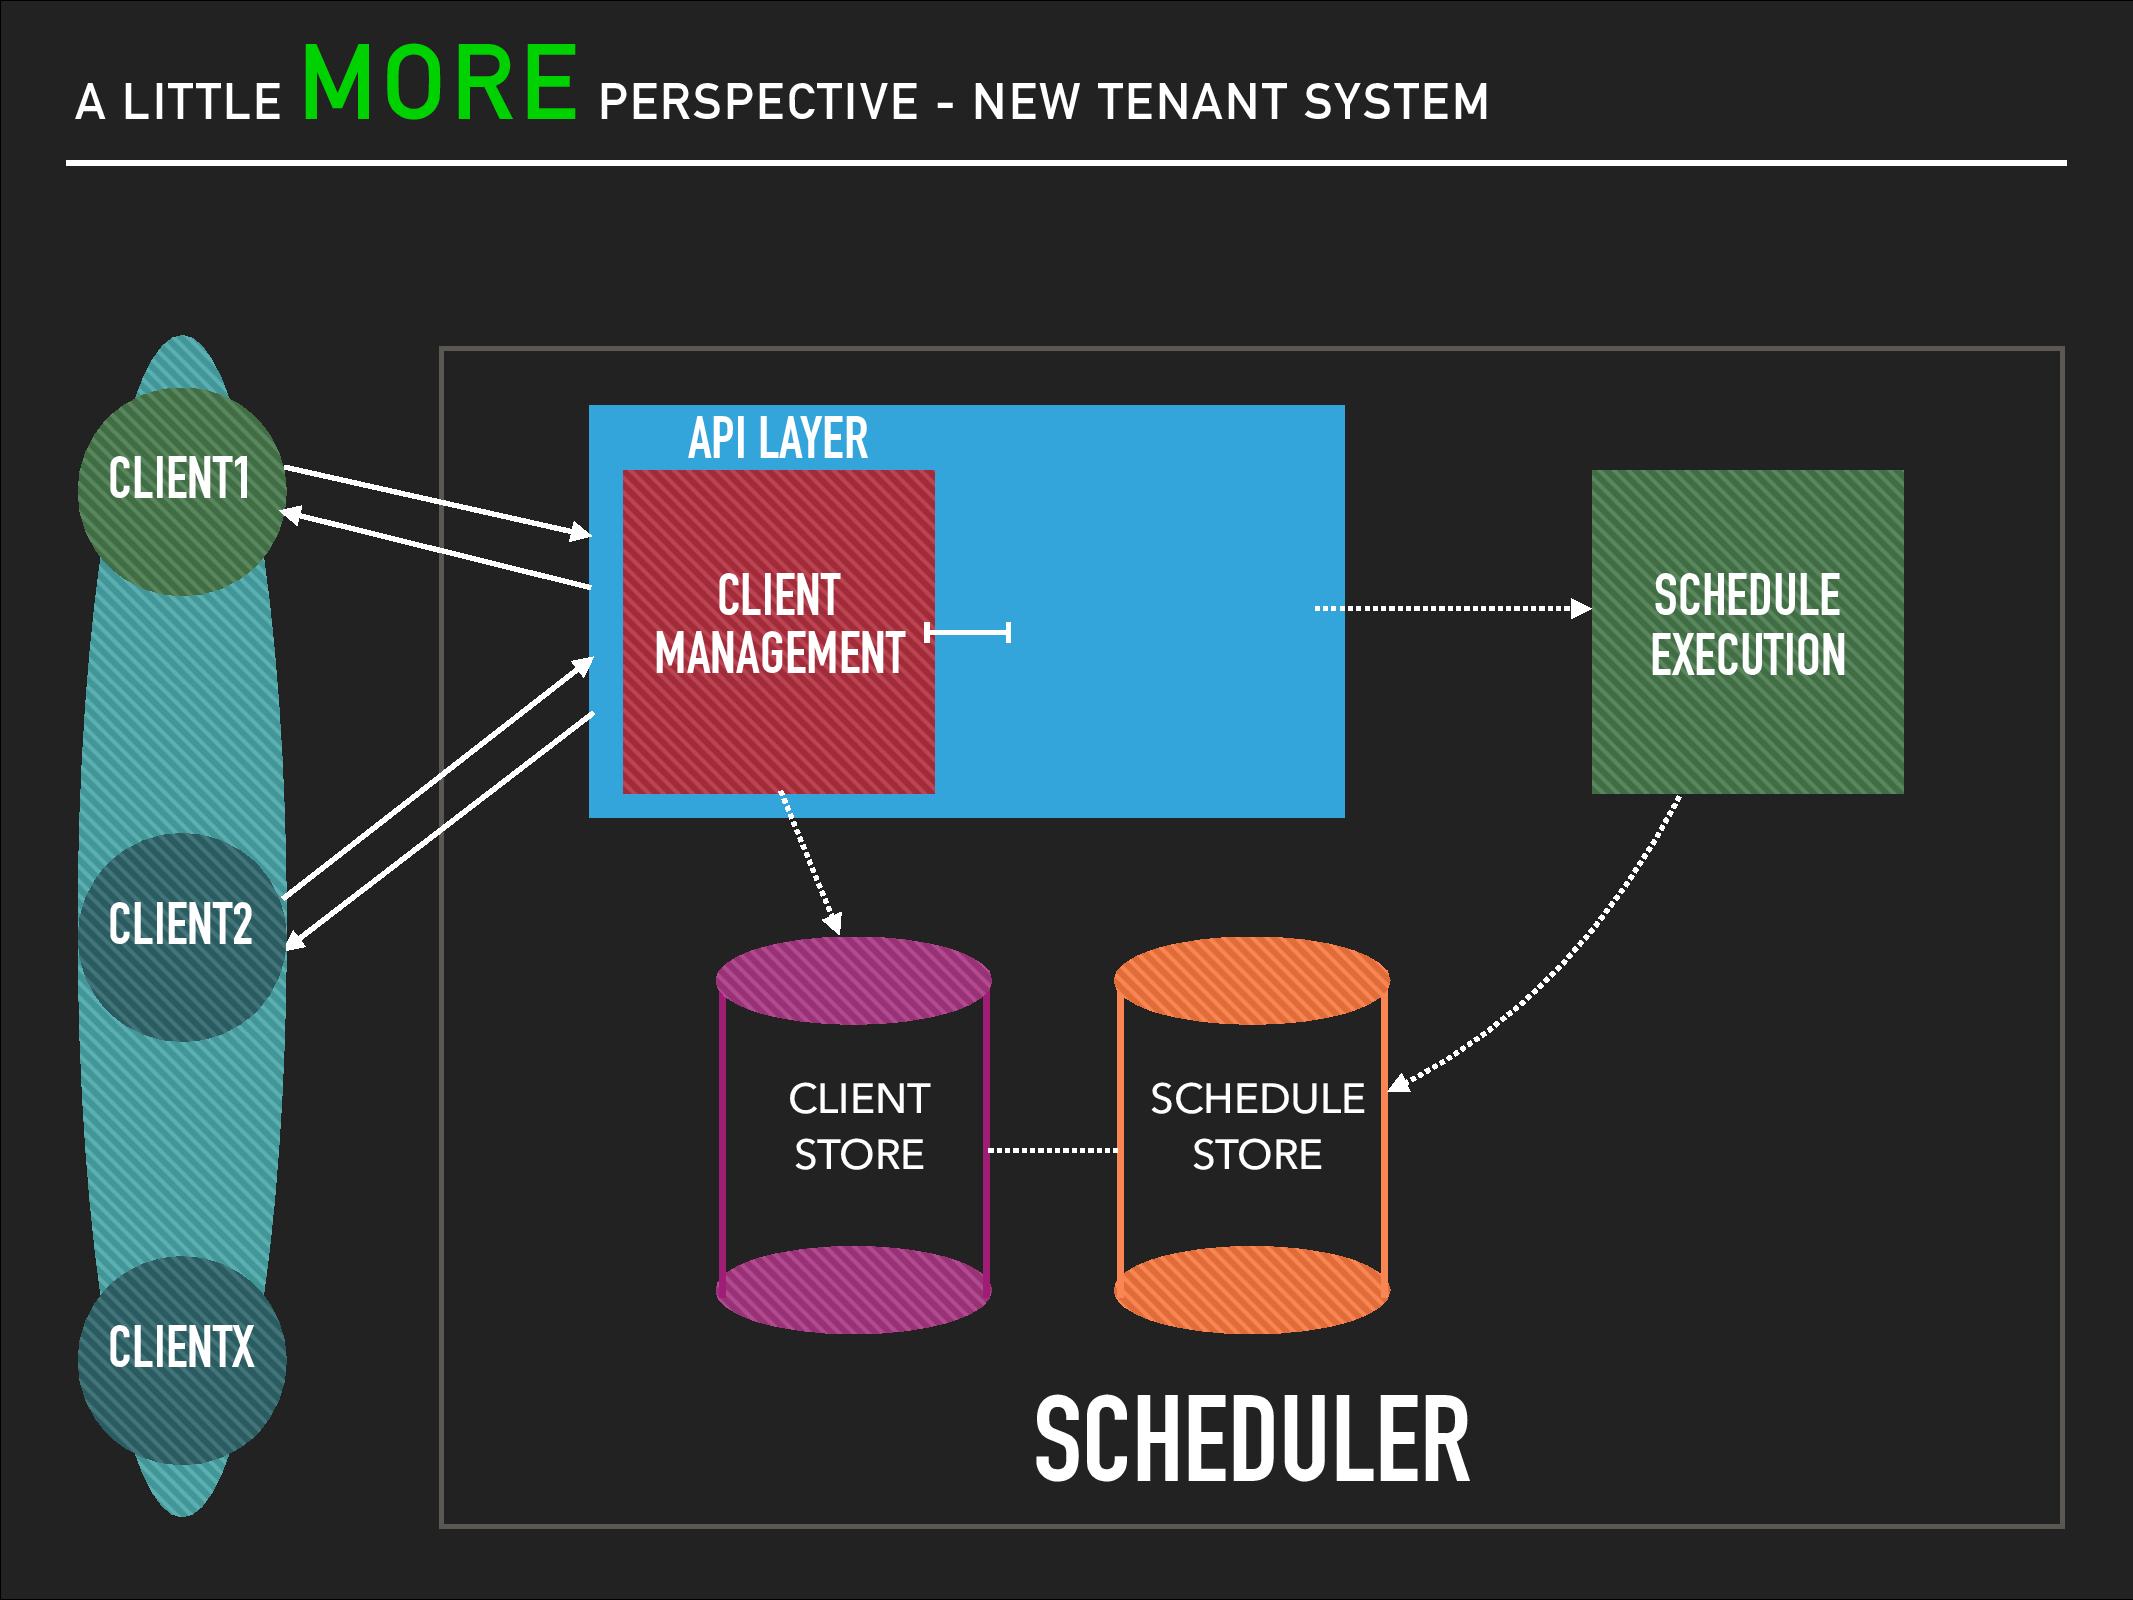 A LITTLE MORE PERSPECTIVE - NEW TENANT SYSTEM
API LAYER
CLIENT1
CLIENT
MANAGEMENT
SCHEDULE
EXECUTION
CLIENT2
CLIENT
STORE
SCHEDULE
STORE
CLIENTX
SCHEDULER